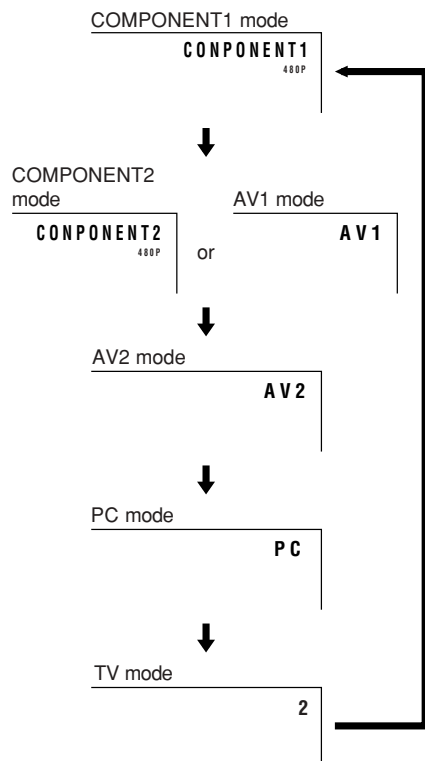 COMPONENT1 mode
CONPONENT1
480P
COMPONENT2
mode
CONPONENT2
480P
or
AV1 mode
AV1
AV2 mode
AV2
PC mode
PC
TV mode
2